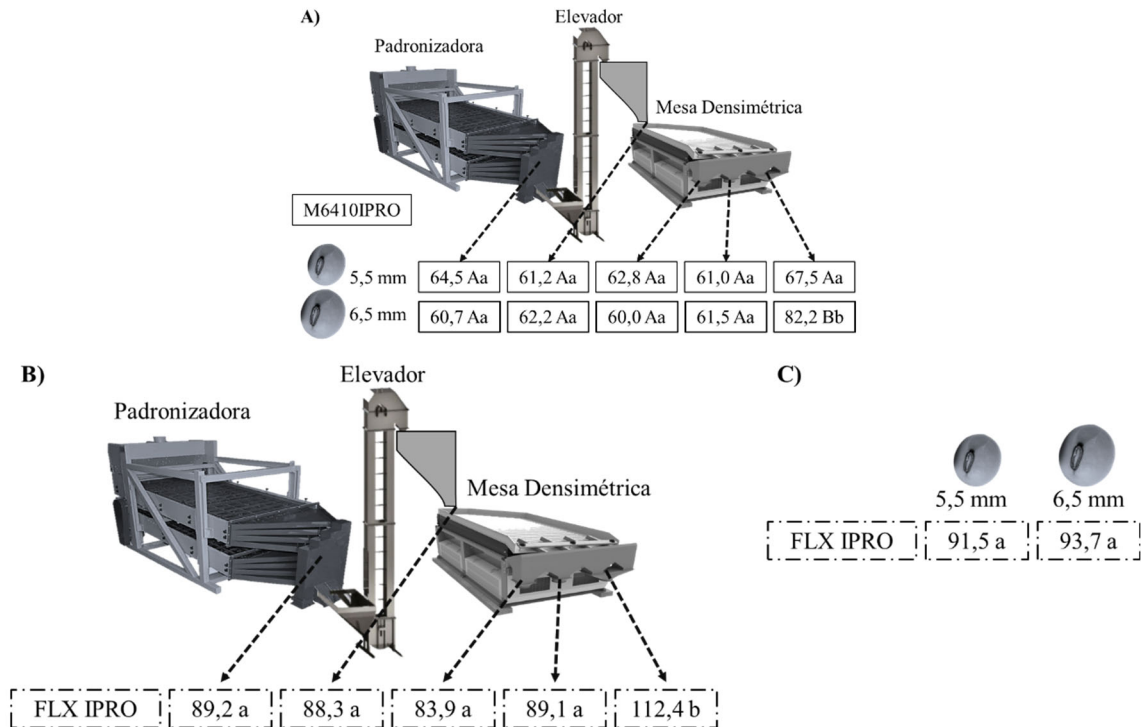 A)
Elevador
Padronizadora
Mesa Densimétrica
M6410IPRO
5,5 mm 64,5 Aa 61,2 Aa 62,8 Aa 61,0 Aa 67,5 Aa
6,5 mm 60,7 Aa 62,2 Aa 60,0 Aa 61,5 Aa 82,2 Bb
B)
Elevador
Padronizadora
Mesa Densimétrica
FLX IPRO 89,2 a 88,3 a 83,9 a 89,1 a 112,4 b
C)
5,5 mm 6,5 mm
FLX IPRO 91,5 a 93,7 a